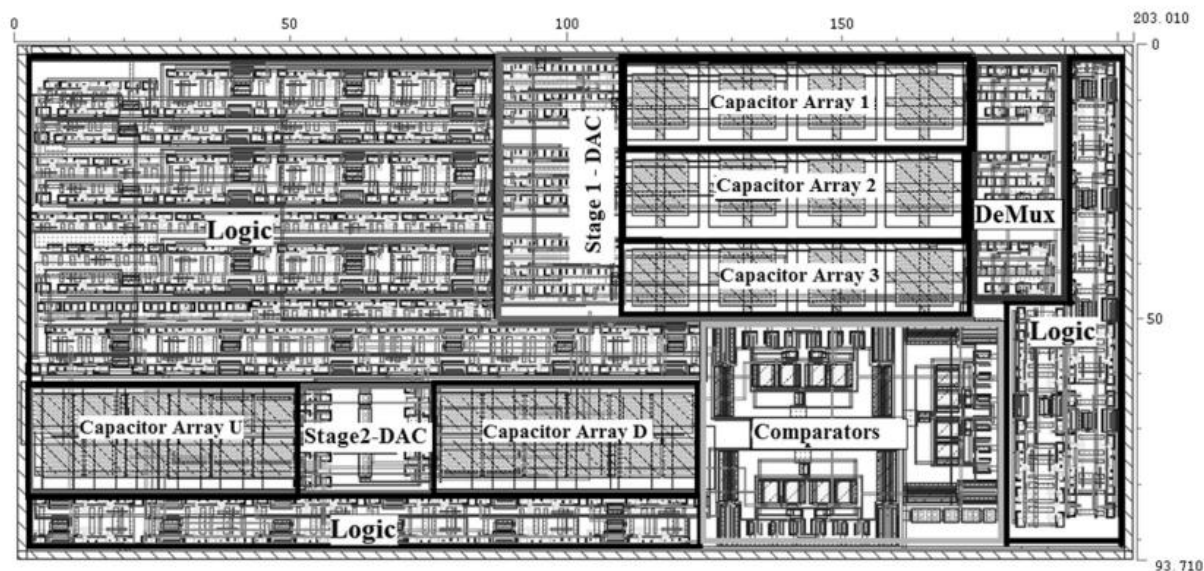 0
50
100
150
203.010
0
Capacitor Array 1
Stage 1 - DAC
Capacitor Array 2
DeMux
Logic
Capacitor Array 3
50
Logic
Capacitor Array U
Stage2-DAC
Capacitor Array D
Comparators
Logic
93.710